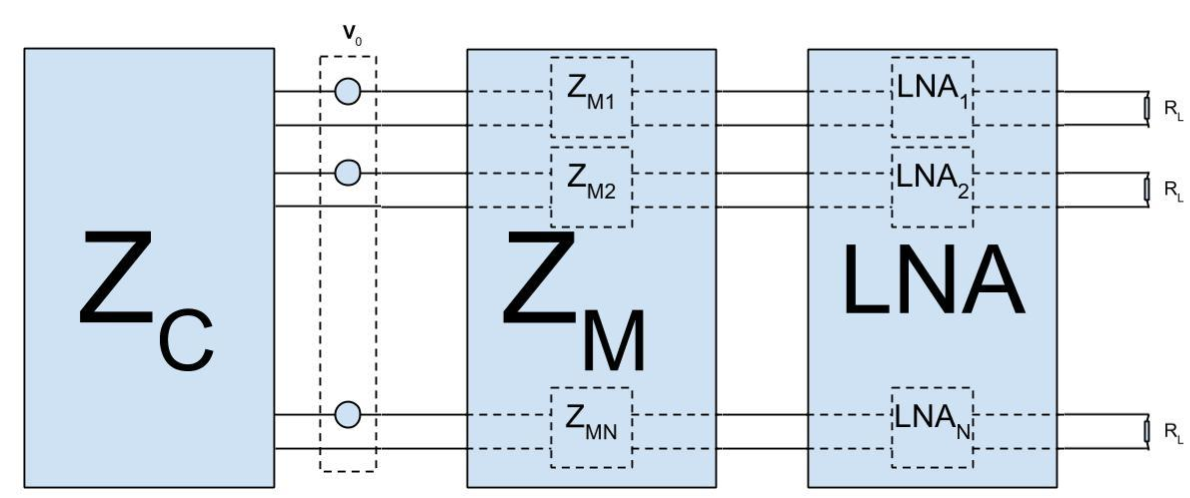 V0
ZM1
LNA1
RL
ZM2
LNA2
RL
ZC
ZM
LNA
ZMN
LNAN
RL